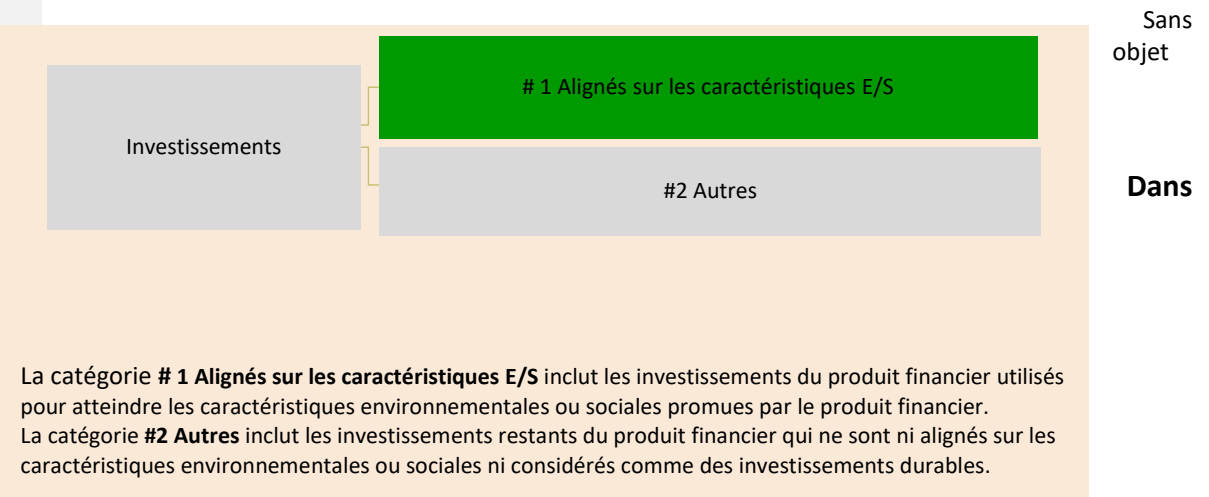 Sans
objet
# 1 Alignés sur les caractéristiques E/S
Investissements
#2 Autres
Dans
La catégorie # 1 Alignés sur les caractéristiques E/S inclut les investissements du produit financier utilisés
pour atteindre les caractéristiques environnementales ou sociales promues par le produit financier.
La catégorie #2 Autres inclut les investissements restants du produit financier qui ne sont ni alignés sur les
caractéristiques environnementales ou sociales ni considérés comme des investissements durables.